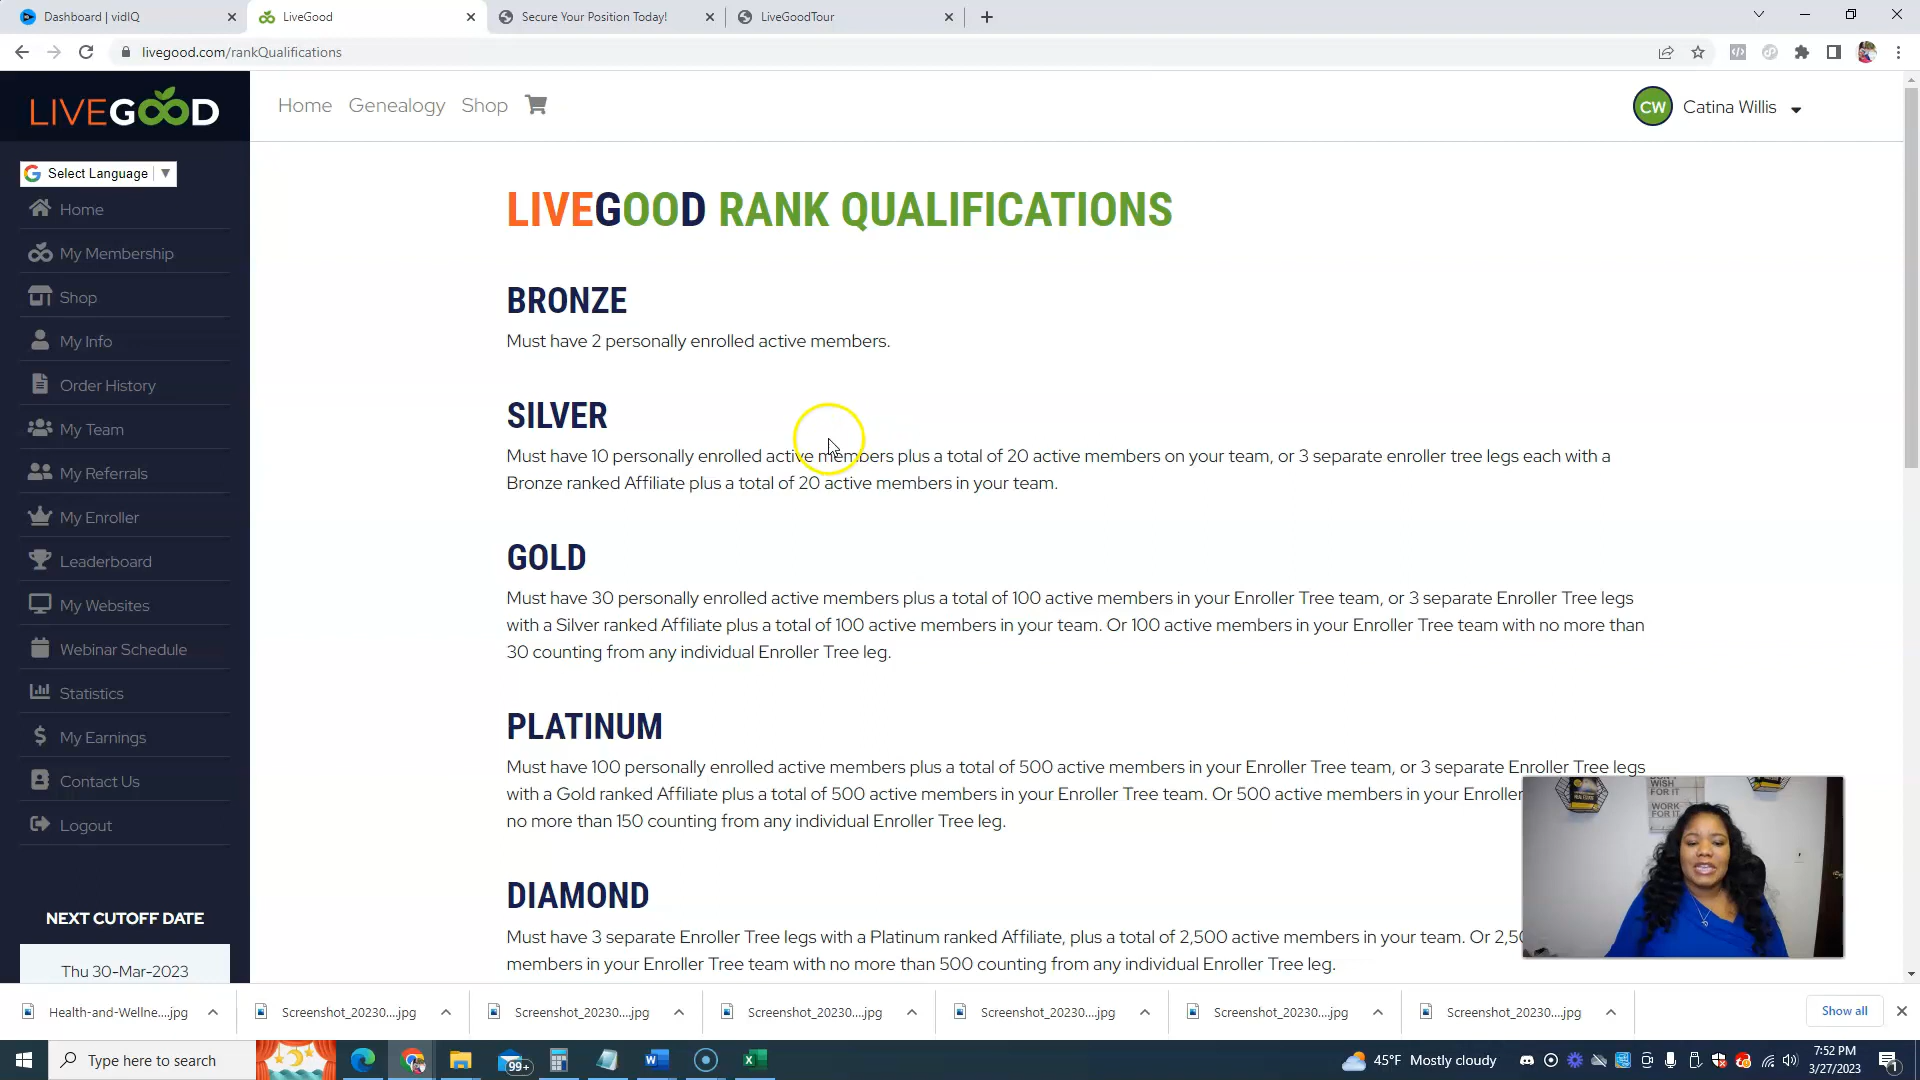 Dashboard | vidIQ
LiveGood
Secure Your Position Today!
LiveGoodTour
livegood.com/rankQualifications
LIVEGOOD
Home
Genealogy
Shop
CW
Catina Willis
Select Language
Home
My Membership
Shop
My Info
Order History
My Team
My Referrals
My Enroller
Leaderboard
My Websites
Webinar Schedule
Statistics
My Earnings
Contact Us
Logout
NEXT CUTOFF DATE
Thu 30-Mar-2023
LIVEGOOD RANK QUALIFICATIONS
BRONZE
Must have 2 personally enrolled active members.
SILVER
Must have 10 personally enrolled active members plus a total of 20 active members on your team, or 3 separate enroller tree legs each with a
Bronze ranked Affiliate plus a total of 20 active members in your team.
GOLD
Must have 30 personally enrolled active members plus a total of 100 active members in your Enroller Tree team, or 3 separate Enroller Tree legs
with a Silver ranked Affiliate plus a total of 100 active members in your team. Or 100 active members in your Enroller Tree team with no more than
30 counting from any individual Enroller Tree leg.
PLATINUM
Must have 100 personally enrolled active members plus a total of 500 active members in your Enroller Tree team, or 3 separate Enroller Tree legs
with a Gold ranked Affiliate plus a total of 500 active members in your Enroller Tree team. Or 500 active members in your Enroller
no more than 150 counting from any individual Enroller Tree leg.
DIAMOND
Must have 3 separate Enroller Tree legs with a Platinum ranked Affiliate, plus a total of 2,500 active members in your team. Or 2,50
members in your Enroller Tree team with no more than 500 counting from any individual Enroller Tree leg.
WISH
FOR IT
WORK
FOR IT
Health-and-Wellne....jpg
Screenshot_20230....jpg
Screenshot_20230....jpg
Screenshot_20230....jpg
Screenshot_20230....jpg
Screenshot_20230....jpg
Screenshot_20230....jpg
Show all
Type here to search
99+
45°F Mostly cloudy
7:52 PM
3/27/2023
1